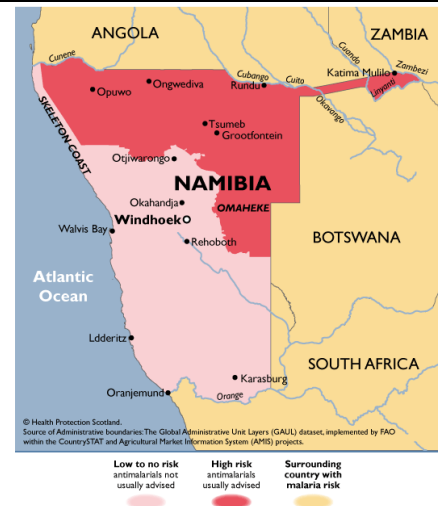 ANGOLA
ZAMBIA
Cunene
Cuando
Zambezi
Cubango
Cuito
Katima Mulilo
Ongwediva
Rundu
Opuwo
Linyanti
Okavango
SKELETON COAST
Tsumeb
Grootfontein
Otjiwarongo
NAMIBIA
Okahandja
OMAHEKE
Windhoek
Walvis Bay
Rehoboth
BOTSWANA
Atlantic
Ocean
Ldderitz
SOUTH AFRICA
Karasburg
Oranjemund
Orange
© Health Protection Scotland.
Source of Administrative boundaries: The Global Administrative Unit Layers (GAUL) dataset, implemented by FAO
within the CountrySTAT and Agricultural Market Information System (AMIS) projects.
Low to no risk
antimalarials not
usually advised
High risk
antimalarials
usually advised
Surrounding
country with
malaria risk